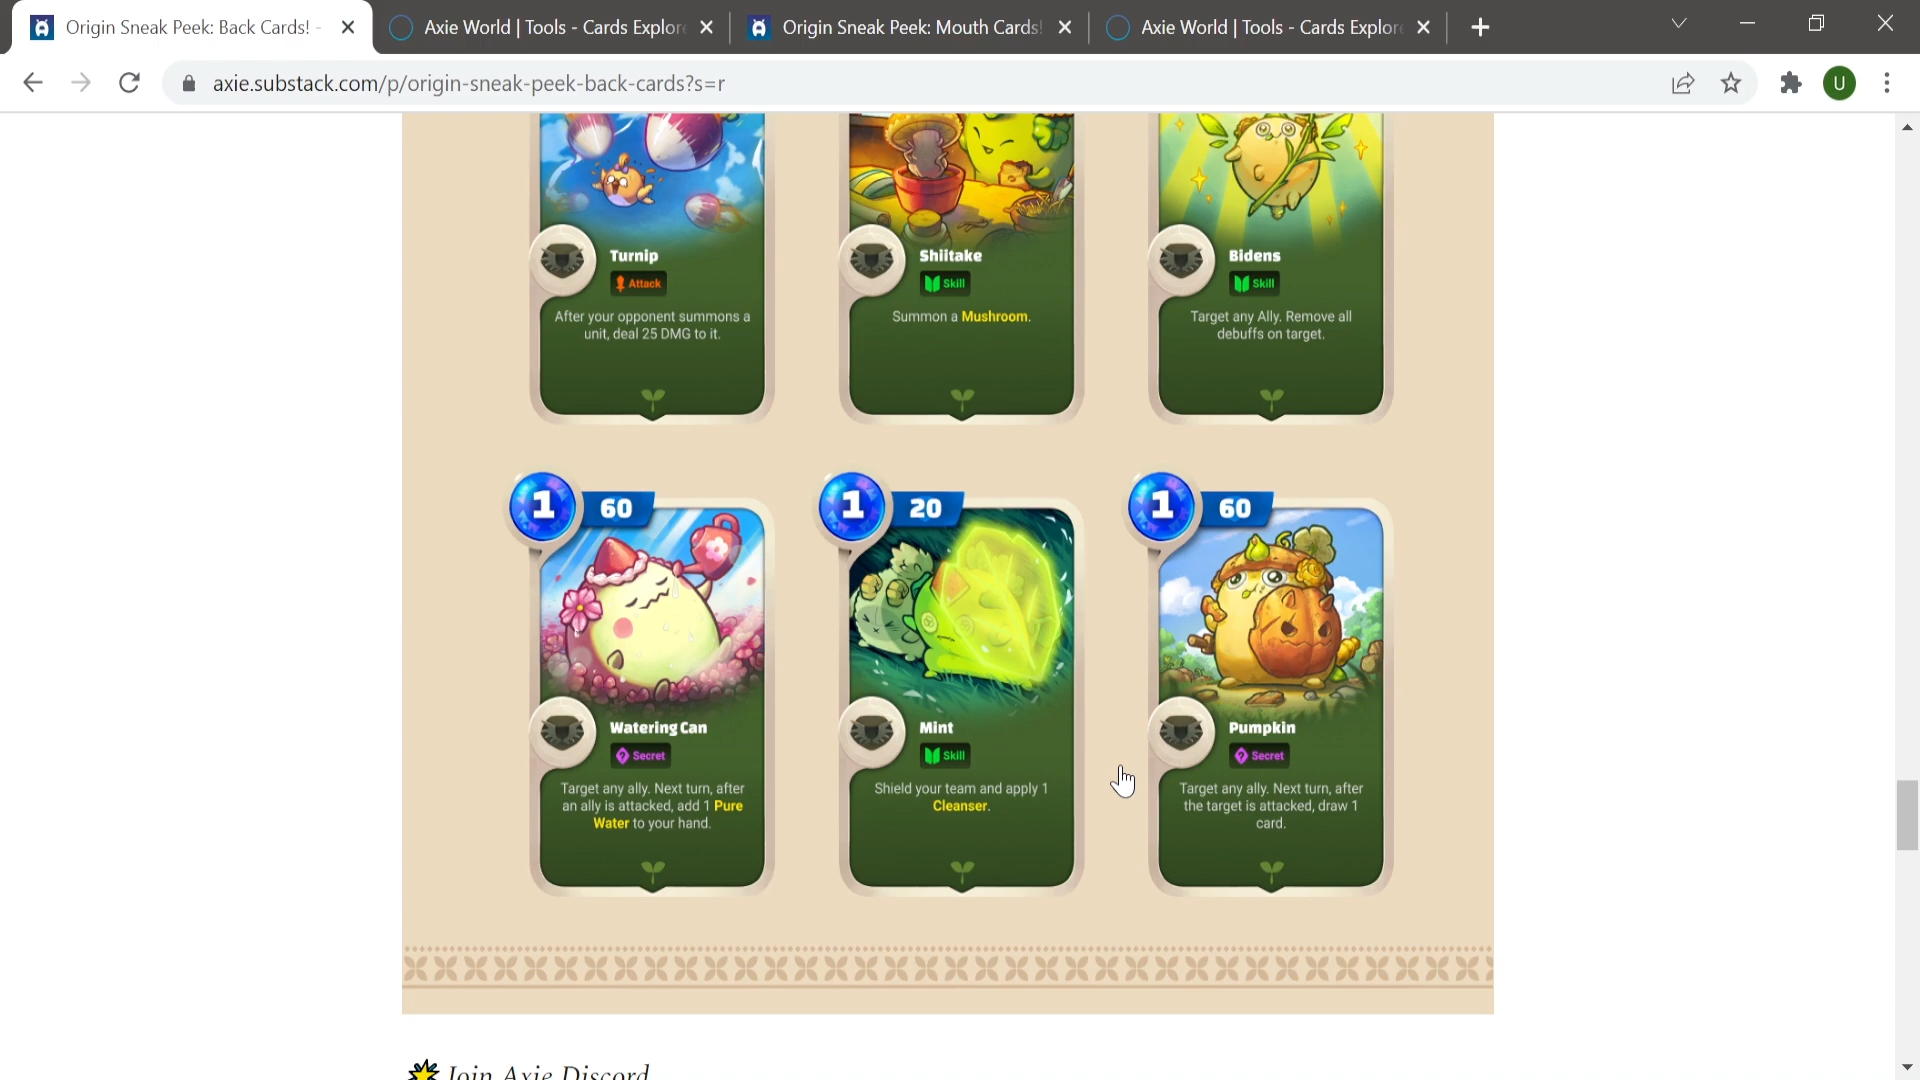 Origin Sneak Peek: Back Cards! -
Axie World | Tools - Cards Explore
Origin Sneak Peek: Mouth Cards!
Axie World | Tools - Cards Explore
axie.substack.com/p/origin-sneak-peek-back-cards?s=r
U
Turnip
Attack
After your opponent summons a
unit, deal 25 DMG to it.
Shiitake
Skill
Summon a Mushroom.
Bidens
Skill
Target any Ally. Remove all
debuffs on target.
1 60
Watering Can
? Secret
Target any ally. Next turn, after
an ally is attacked, add 1 Pure
Water to your hand.
1 20
Mint
Skill
Shield your team and apply 1
Cleanser.
1 60
Pumpkin
? Secret
Target any ally. Next turn, after
the target is attacked, draw 1
card.
Join Axie Discord